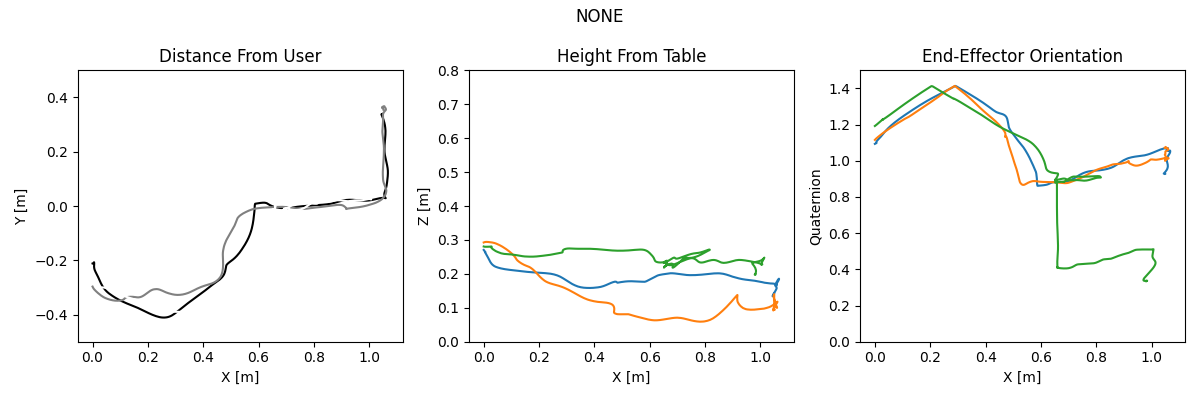 NONE
Distance From User
Height From Table
End-Effector Orientation
Y [m]
0.4
0.2
0.0
−0.2
−0.4
0.0 0.2 0.4 0.6 0.8 1.0
X [m]
Z [m]
0.8
0.7
0.6
0.5
0.4
0.3
0.2
0.1
0.0
0.0 0.2 0.4 0.6 0.8 1.0
X [m]
Quaternion
1.4
1.2
1.0
0.8
0.6
0.4
0.2
0.0
0.0 0.2 0.4 0.6 0.8 1.0
X [m]